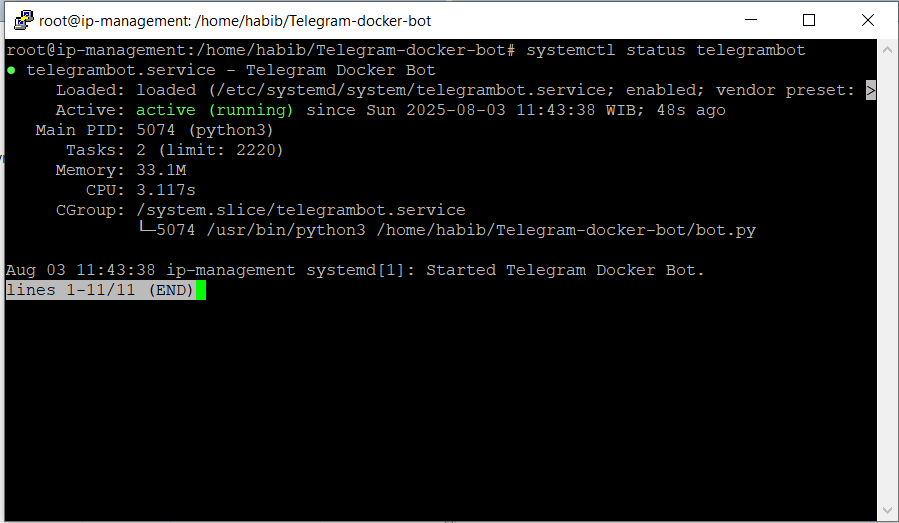 root@ip-management: /home/habib/Telegram-docker-bot
root@ip-management:/home/habib/Telegram-docker-bot# systemctl status telegrambot
● telegrambot.service - Telegram Docker Bot
     Loaded: loaded (/etc/systemd/system/telegrambot.service; enabled; vendor preset: >
     Active: active (running) since Sun 2025-08-03 11:43:38 WIB; 48s ago
   Main PID: 5074 (python3)
      Tasks: 2 (limit: 2220)
     Memory: 33.1M
        CPU: 3.117s
     CGroup: /system.slice/telegrambot.service
             └─5074 /usr/bin/python3 /home/habib/Telegram-docker-bot/bot.py
Aug 03 11:43:38 ip-management systemd[1]: Started Telegram Docker Bot.
lines 1-11/11 (END)